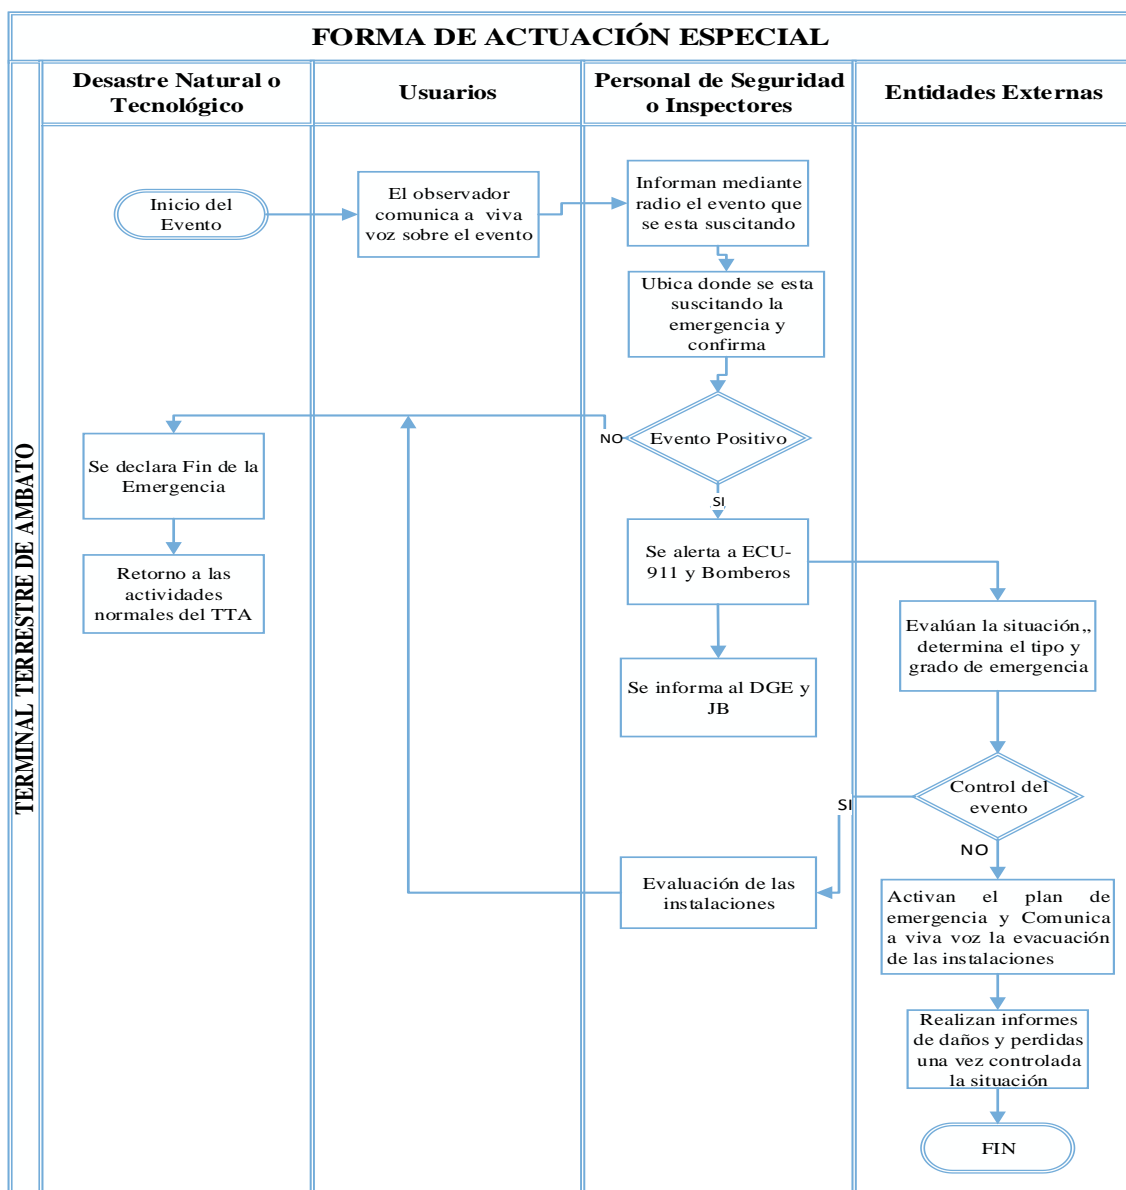 FORMA DE ACTUACIÓN ESPECIAL
Desastre Natural o
Tecnológico
Usuarios
Personal de Seguridad
o Inspectores
Entidades Externas
TERMINAL TERRESTRE DE AMBATO
Inicio del
Evento
El observador
comunica a viva
voz sobre el evento
Informan mediante
radio el evento que
se esta suscitando
Ubica donde se esta
suscitando la
emergencia y
confirma
Evento Positivo
NO
SI
Se declara Fin de la
Emergencia
Retorno a las
actividades
normales del TTA
Se alerta a ECU-
911 y Bomberos
Se informa al DGE y
JB
Evalúan la situación,,
determina el tipo y
grado de emergencia
Control del
evento
SI
NO
Evaluación de las
instalaciones
Activan el plan de
emergencia y Comunica
a viva voz la evacuación
de las instalaciones
Realizan informes
de daños y perdidas
una vez controlada
la situación
FIN